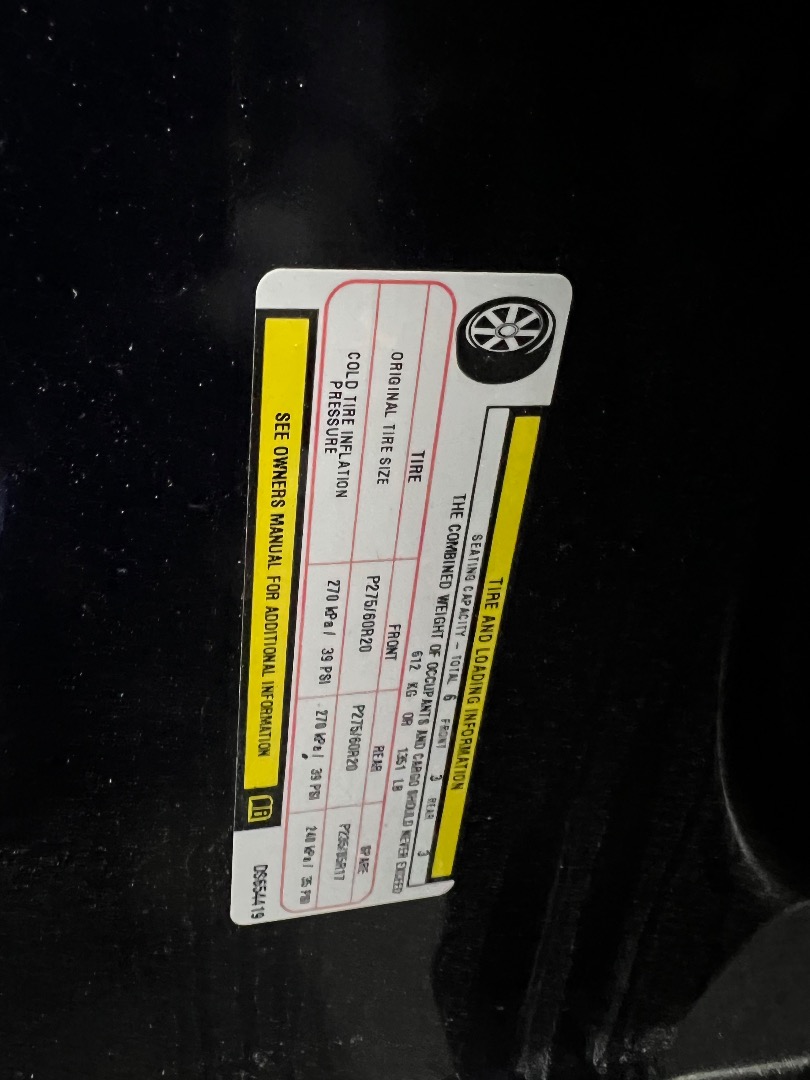 TIRE AND LOADING INFORMATION
SEATING CAPACITY - TOTAL 6 FRONT 3 REAR 3
THE COMBINED WEIGHT OF OCCUPANTS AND CARGO SHOULD NEVER EXCEED
612 KG OR 1351 LB
TIRE FRONT REAR SPARE
ORIGINAL TIRE SIZE P275/60R20 P275/60R20
COLD TIRE INFLATION 270 kPa / 39 PSI 270 kPa / 39 PSI 240 kPa / 35 PSI
PRESSURE
SEE OWNERS MANUAL FOR ADDITIONAL INFORMATION
DS654419